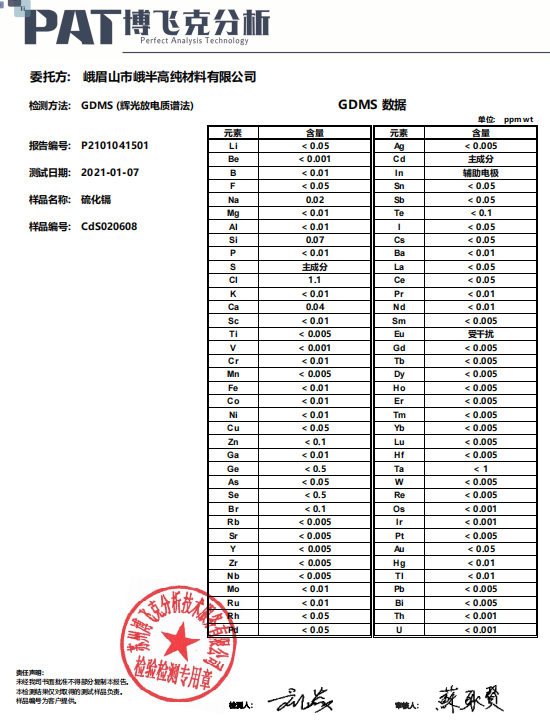 PAT 博飞克分析
Perfect Analysis Technology
委托方: 峨眉山市峨半高纯材料有限公司
检测方法: GDMS (辉光放电质谱法)
GDMS 数据
单位: ppm wt
报告编号: P2101041501
测试日期: 2021-01-07
样品名称: 硫化镉
样品编号: CdS020608
元素 含量 元素 含量
Li < 0.05 Ag < 0.005
Be < 0.001 Cd 主成分
B < 0.01 In 辅助电极
F < 0.05 Sn < 0.05
Na 0.02 Sb < 0.05
Mg < 0.01 Te < 0.1
Al < 0.01 I < 0.05
Si 0.07 Cs < 0.05
P < 0.01 Ba < 0.01
S 主成分 La < 0.05
Cl 1.1 Ce < 0.05
K < 0.01 Pr < 0.01
Ca 0.04 Nd < 0.01
Sc < 0.01 Sm < 0.005
Ti < 0.005 Eu 受干扰
V < 0.001 Gd < 0.005
Cr < 0.01 Tb < 0.005
Mn < 0.005 Dy < 0.005
Fe < 0.01 Ho < 0.005
Co < 0.01 Er < 0.005
Ni < 0.01 Tm < 0.005
Cu < 0.05 Yb < 0.005
Zn < 0.1 Lu < 0.005
Ga < 0.01 Hf < 0.005
Ge < 0.5 Ta < 1
As < 0.05 W < 0.005
Se < 0.5 Re < 0.005
Br < 0.1 Os < 0.001
Rb < 0.005 Ir < 0.001
Sr < 0.005 Pt < 0.005
Y < 0.005 Au < 0.05
Zr < 0.005 Hg < 0.01
Nb < 0.005 Tl < 0.01
Mo < 0.01 Pb < 0.005
Ru < 0.01 Bi < 0.005
Rh < 0.05 Th < 0.001
Pd < 0.05 U < 0.001
苏州博飞克分析技术服务有限公司
检验检测专用章
责任声明:
未经我司书面批准不得部分复制本报告。
本检测结果仅对取得的测试样品负责。
样品编号为客户提供。
检测人:
审核人: